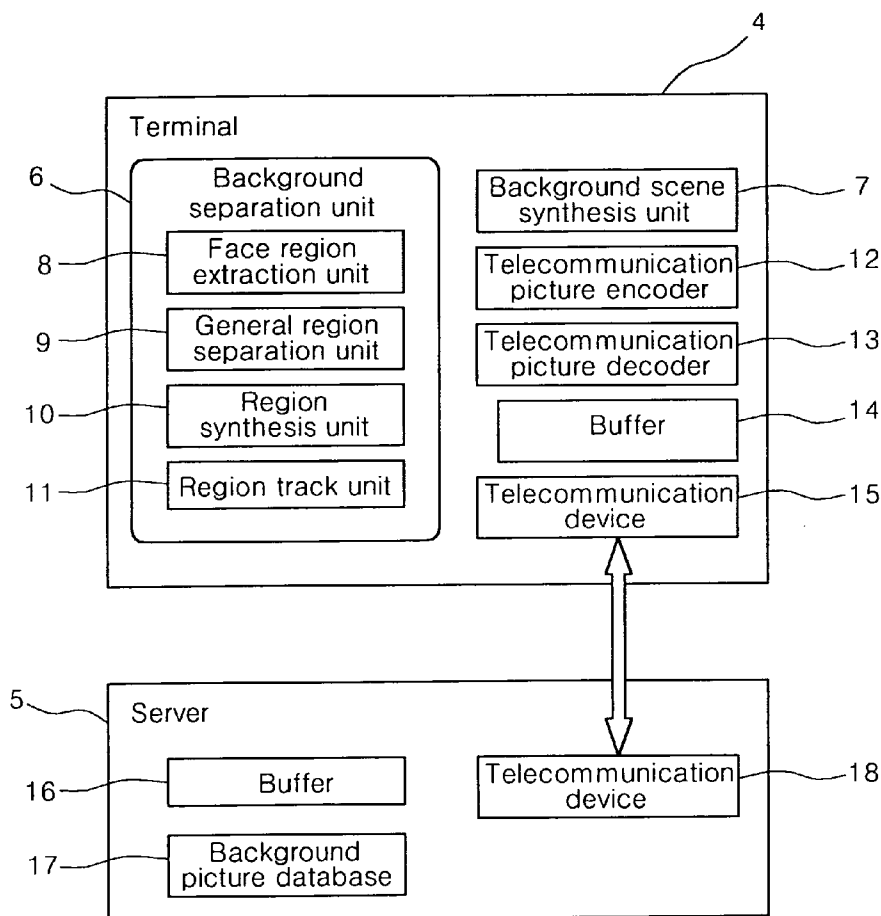 4
Terminal
6
Background
separation unit
8
Face region
extraction unit
9
General region
separation unit
10
Region
synthesis unit
11
Region track unit
Background scene
synthesis unit
7
Telecommunication
picture encoder
12
Telecommunication
picture decoder
13
Buffer
14
Telecommunication
device
15
5
Server
16
Buffer
17
Background
picture database
Telecommunication
device
18